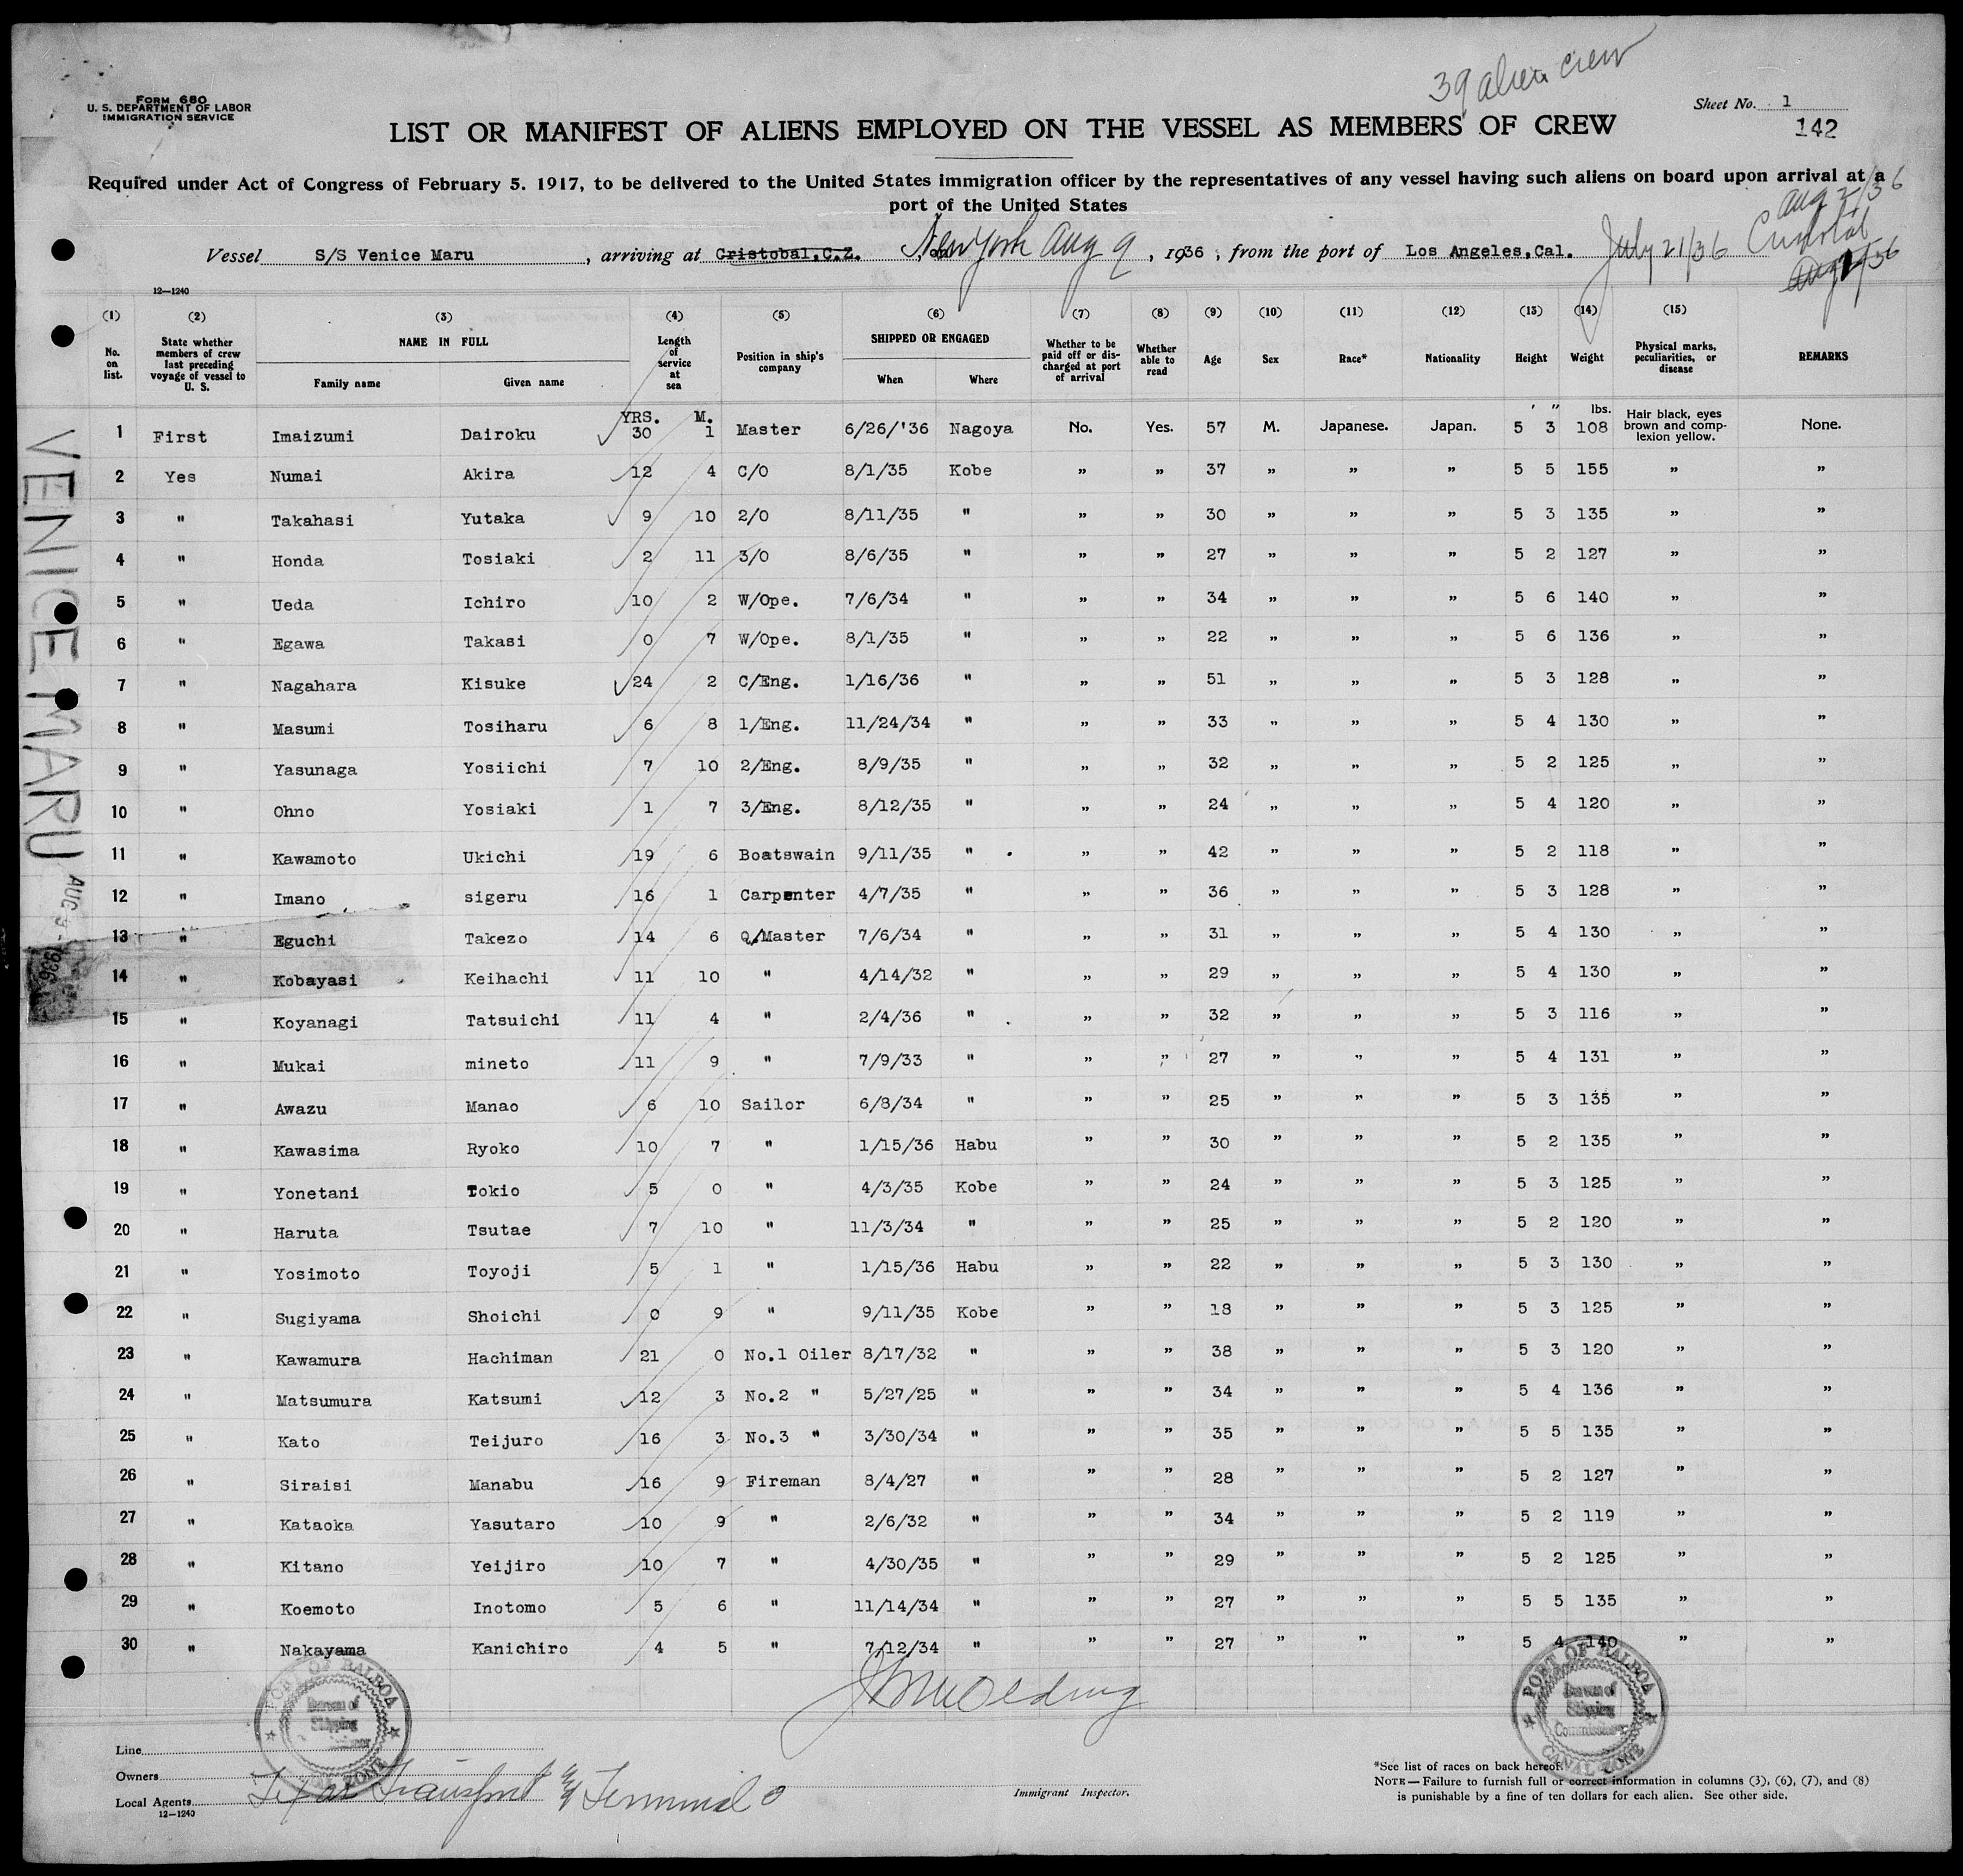 39 alien crew
FORM 680
U. S. DEPARTMENT OF LABOR
IMMIGRATION SERVICE
Sheet No. 1
142
LIST OR MANIFEST OF ALIENS EMPLOYED ON THE VESSEL AS MEMBERS OF CREW
Required under Act of Congress of February 5. 1917, to be delivered to the United States immigration officer by the representatives of any vessel having such aliens on board upon arrival at a
port of the United States
Aug 2/36
Cristobal
Vessel S/S Venice Maru, arriving at Cristobal,C.Z. New York Aug 9, 1936, from the port of Los Angeles,Cal. July 21/36
12—1240
(1) (2) (3) (4) (5) (6) (7) (8) (9) (10) (11) (12) (13) (14) (15)
No. on list. State whether members of crew last preceding voyage of vessel to U. S. NAME IN FULL Family name Given name Length of service at sea Position in ship's company SHIPPED OR ENGAGED When Where Whether to be paid off or discharged at port of arrival Whether able to read Age Sex Race* Nationality Height Weight Physical marks, peculiarities, or disease REMARKS
YRS. M. ' " lbs.
1 First Imaizumi Dairoku 30 1 Master 6/26/'36 Nagoya No. Yes. 57 M. Japanese. Japan. 5 3 108 Hair black, eyes brown and complexion yellow. None.
2 Yes Numai Akira 12 4 C/O 8/1/35 Kobe " " 37 " " " 5 5 155 " "
3 " Takahasi Yutaka 9 10 2/O 8/11/35 " " " 30 " " " 5 3 135 " "
4 " Honda Tosiaki 2 11 3/O 8/6/35 " " " 27 " " " 5 2 127 " "
5 " Ueda Ichiro 10 2 W/Ope. 7/6/34 " " " 34 " " " 5 6 140 " "
6 " Egawa Takasi 0 7 W/Ope. 8/1/35 " " " 22 " " " 5 6 136 " "
7 " Nagahara Kisuke 24 2 C/Eng. 1/16/36 " " " 51 " " " 5 3 128 " "
8 " Masumi Tosiharu 6 8 1/Eng. 11/24/34 " " " 33 " " " 5 4 130 " "
9 " Yasunaga Yosiichi 7 10 2/Eng. 8/9/35 " " " 32 " " " 5 2 125 " "
10 " Ohno Yosiaki 1 7 3/Eng. 8/12/35 " " " 24 " " " 5 4 120 " "
11 " Kawamoto Ukichi 19 6 Boatswain 9/11/35 " " " 42 " " " 5 2 118 " "
12 " Imano sigeru 16 1 Carpenter 4/7/35 " " " 36 " " " 5 3 128 " "
13 " Eguchi Takezo 14 6 Q/Master 7/6/34 " " " 31 " " " 5 4 130 " "
14 " Kobayasi Keihachi 11 10 " 4/14/32 " " " 29 " " " 5 4 130 " "
15 " Koyanagi Tatsuichi 11 4 " 2/4/36 " " " 32 " " " 5 3 116 " "
16 " Mukai mineto 11 9 " 7/9/33 " " " 27 " " " 5 4 131 " "
17 " Awazu Manao 6 10 Sailor 6/8/34 " " " 25 " " " 5 3 135 " "
18 " Kawasima Ryoko 10 7 " 1/15/36 Habu " " 30 " " " 5 2 135 " "
19 " Yonetani Tokio 5 0 " 4/3/35 Kobe " " 24 " " " 5 3 125 " "
20 " Haruta Tsutae 7 10 " 11/3/34 " " " 25 " " " 5 2 120 " "
21 " Yosimoto Toyoji 5 1 " 1/15/36 Habu " " 22 " " " 5 3 130 " "
22 " Sugiyama Shoichi 0 9 " 9/11/35 Kobe " " 18 " " " 5 3 125 " "
23 " Kawamura Hachiman 21 0 No.1 Oiler 8/17/32 " " " 38 " " " 5 3 120 " "
24 " Matsumura Katsumi 12 3 No.2 " 5/27/25 " " " 34 " " " 5 4 136 " "
25 " Kato Teijuro 16 3 No.3 " 3/30/34 " " " 35 " " " 5 5 135 " "
26 " Siraisi Manabu 16 9 Fireman 8/4/27 " " " 28 " " " 5 2 127 " "
27 " Kataoka Yasutaro 10 9 " 2/6/32 " " " 34 " " " 5 2 119 " "
28 " Kitano Yeijiro 10 7 " 4/30/35 " " " 29 " " " 5 2 125 " "
29 " Koemoto Inotomo 5 6 " 11/14/34 " " " 27 " " " 5 5 135 " "
30 " Nakayama Kanichiro 4 5 " 7/12/34 " " " 27 " " " 5 4 140 " "
VENICE MARU AUG 9 - 1936
PORT OF BALBOA
Bureau of
Shipping
CANAL ZONE
PORT OF BALBOA
Bureau of
Shipping
Commissioner
CANAL ZONE
Line
Owners
Local Agents Transport & Terminal
12—1240
Immigrant Inspector.
*See list of races on back hereof.
NOTE—Failure to furnish full or correct information in columns (3), (6), (7), and (8)
is punishable by a fine of ten dollars for each alien. See other side.